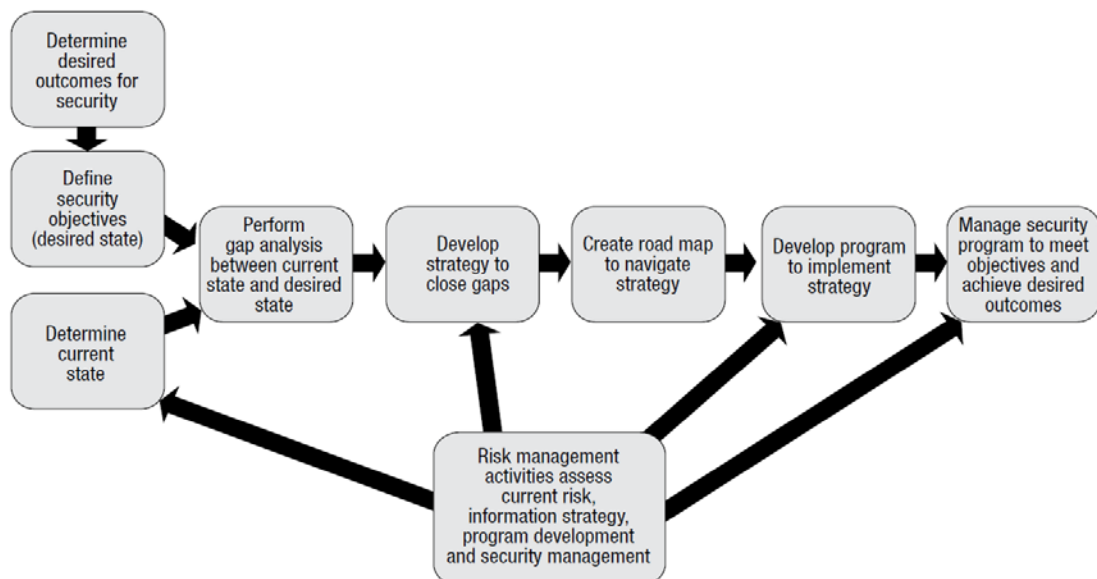 Determine
desired
outcomes for
security
Define
security
objectives
(desired state)
Determine
current
state
Perform
gap analysis
between current
state and desired
state
Develop
strategy to
close gaps
Create road map
to navigate
strategy
Develop program
to implement
strategy
Manage security
program to meet
objectives and
achieve desired
outcomes
Risk management
activities assess
current risk,
information strategy,
program development
and security management